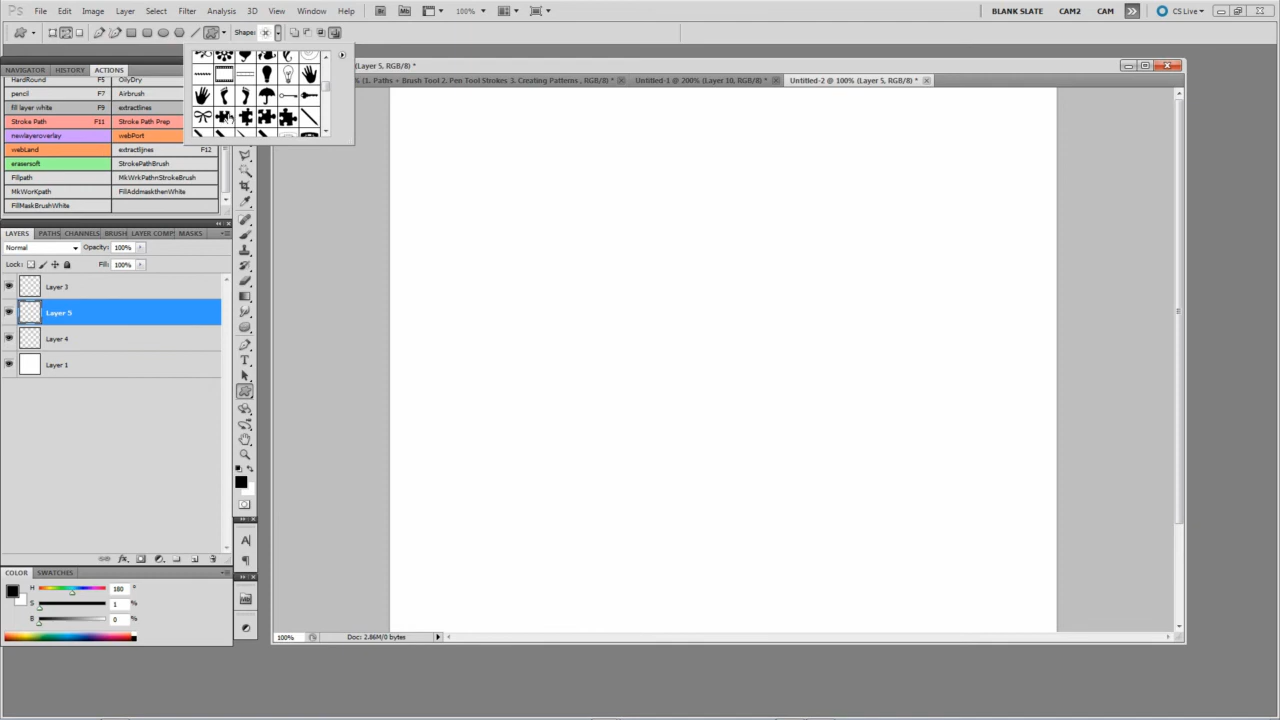 Ps File Edit Image Layer Select Filter Analysis 3D View Window Help Br Mb 100% BLANK SLATE CAM2 CAM CS Live
Shape:
NAVIGATOR HISTORY ACTIONS
(Layer 5, RGB/8) *
1. Paths + Brush Tool 2. Pen Tool Strokes 3. Creating Patterns., RGB/8) * Untitled-1 @ 200% (Layer 10, RGB/8) * Untitled-2 @ 100% (Layer 5, RGB/8) *
HardRound F5 OilyDry
pencil F7 Airbrush
fill layer white extractlines
Stroke Path F11 Stroke Path Prep
newlayeroverlay webPort
webLand extractlijnes F12
erasersoft StrokePathBrush
Fillpath MkWrkPathnStrokeBrush
MkWorKpath FillAddmaskthenWhite
FillMaskBrushWhite
LAYERS PATHS CHANNELS BRUSH LAYER COMP MASKS
Normal Opacity: 100%
Lock: Fill: 100%
Layer 3
Layer 5
Layer 4
Layer 1
COLOR SWATCHES
H 180 °
S 1 %
B 0 %
100% Doc: 2.86M/0 bytes